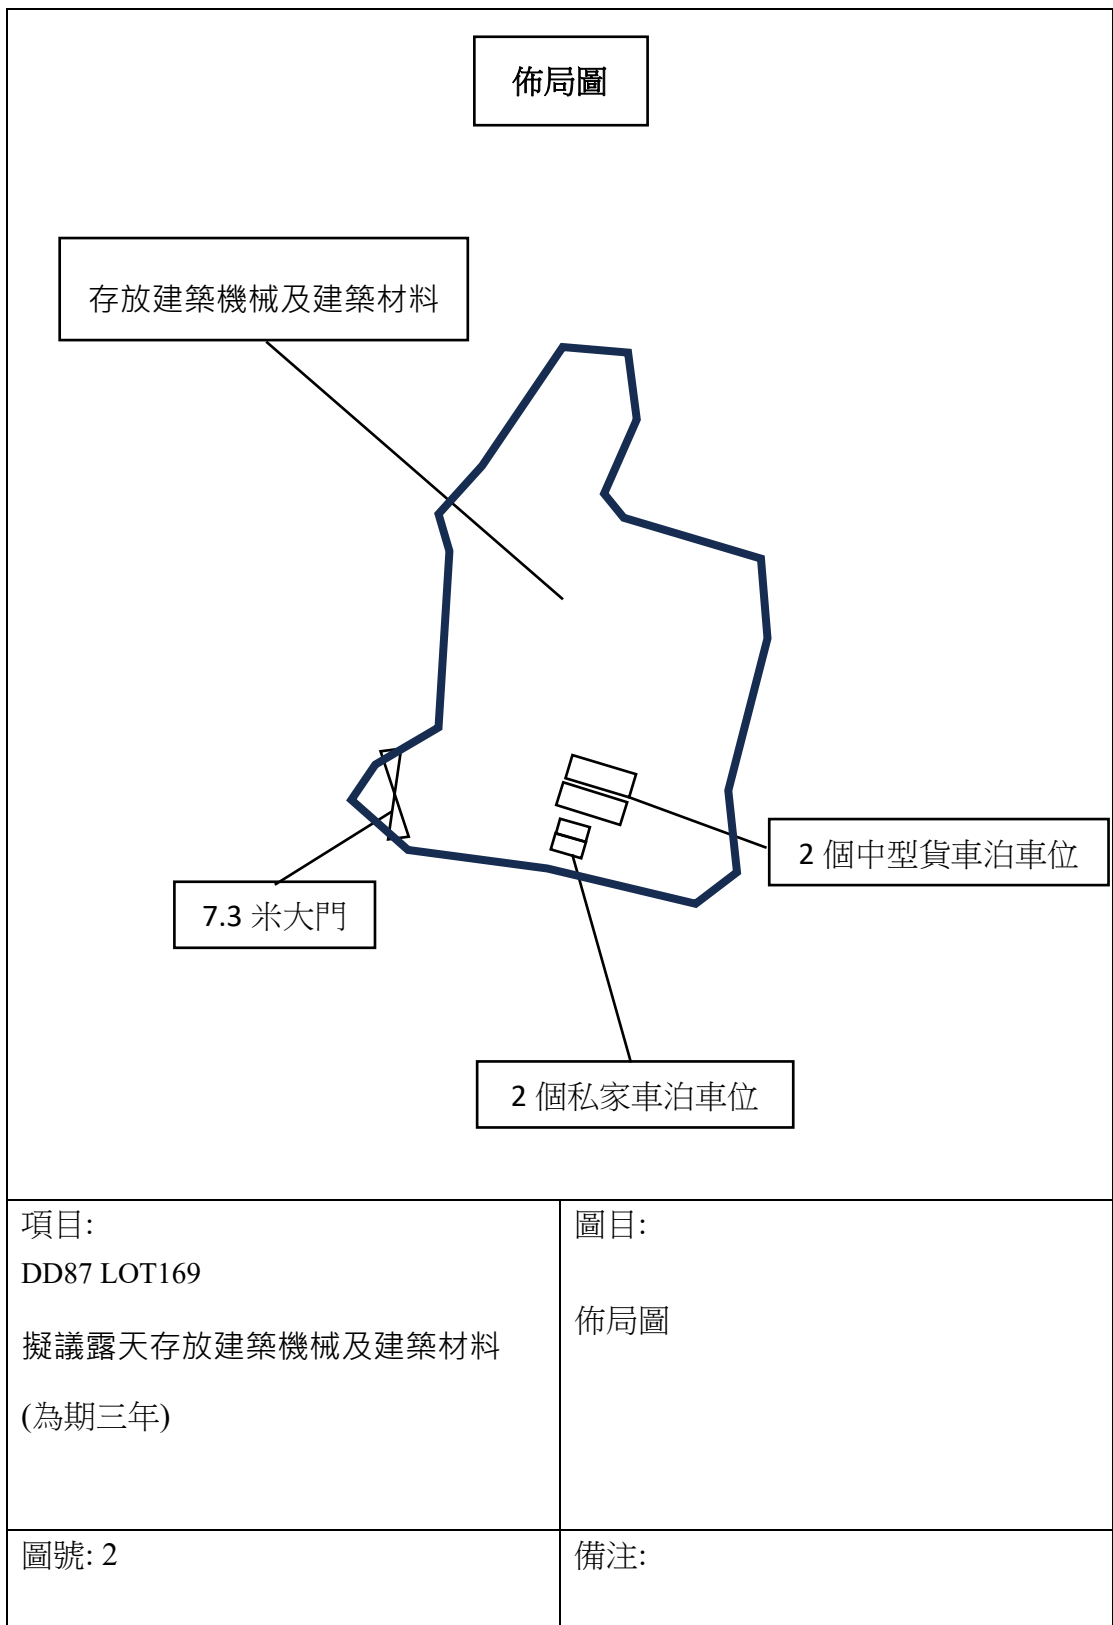 佈局圖
存放建築機械及建築材料
2 個中型貨車泊車位
7.3 米大門
2 個私家車泊車位
項目:
DD87 LOT169
擬議露天存放建築機械及建築材料
(為期三年)
圖目:
佈局圖
圖號: 2
備注: